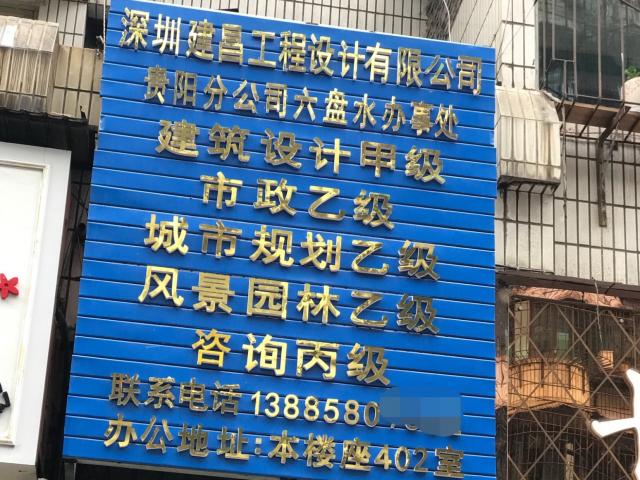 深圳建昌工程设计有限公司
贵阳分公司六盘水办事处
建筑设计甲级
市政乙级
城市规划乙级
风景园林乙级
咨询丙级
联系电话 1388580
办公地址:本楼座402室